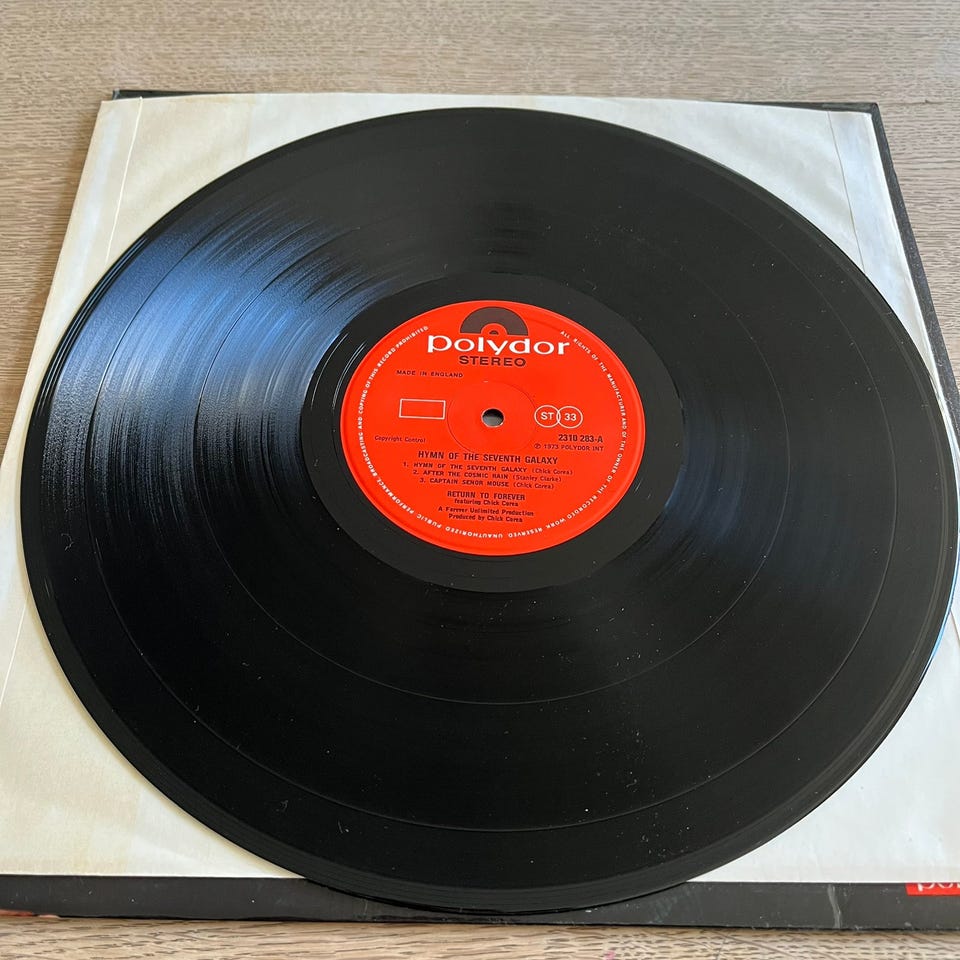 polydor
STEREO
MADE IN ENGLAND
ST 33
2310 283-A
Copyright Control
℗ 1973 POLYDOR INT
HYMN OF THE SEVENTH GALAXY
1. HYMN OF THE SEVENTH GALAXY (Chick Corea)
2. AFTER THE COSMIC RAIN (Stanley Clarke)
3. CAPTAIN SENOR MOUSE (Chick Corea)
RETURN TO FOREVER
featuring Chick Corea
A Forever Unlimited Production
Produced by Chick Corea
ALL RIGHTS OF THE MANUFACTURER AND OF THE OWNER OF THE RECORDED WORK RESERVED. UNAUTHORIZED PUBLIC PERFORMANCE, BROADCASTING AND COPYING OF THIS RECORD PROHIBITED